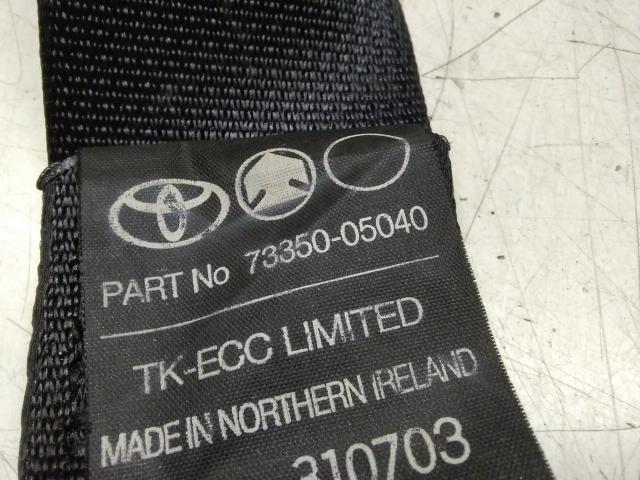 PART No 73350-05040
TK-ECC LIMITED
MADE IN NORTHERN IRELAND
310703